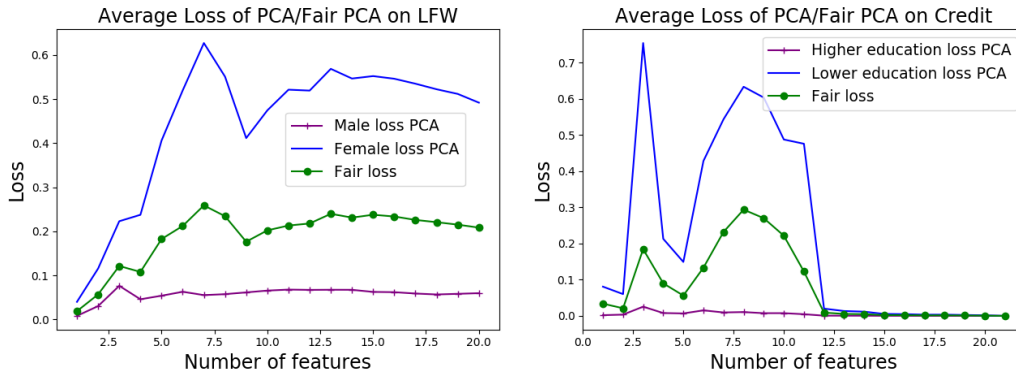 Average Loss of PCA/Fair PCA on LFW
0.6
0.5
0.4
0.3
0.2
0.1
0.0
Loss
Male loss PCA
Female loss PCA
Fair loss
2.5
5.0
7.5
10.0
12.5
15.0
17.5
20.0
Number of features
Average Loss of PCA/Fair PCA on Credit
0.7
0.6
0.5
0.4
0.3
0.2
0.1
0.0
Loss
Higher education loss PCA
Lower education loss PCA
Fair loss
0.0
2.5
5.0
7.5
10.0
12.5
15.0
17.5
20.0
Number of features